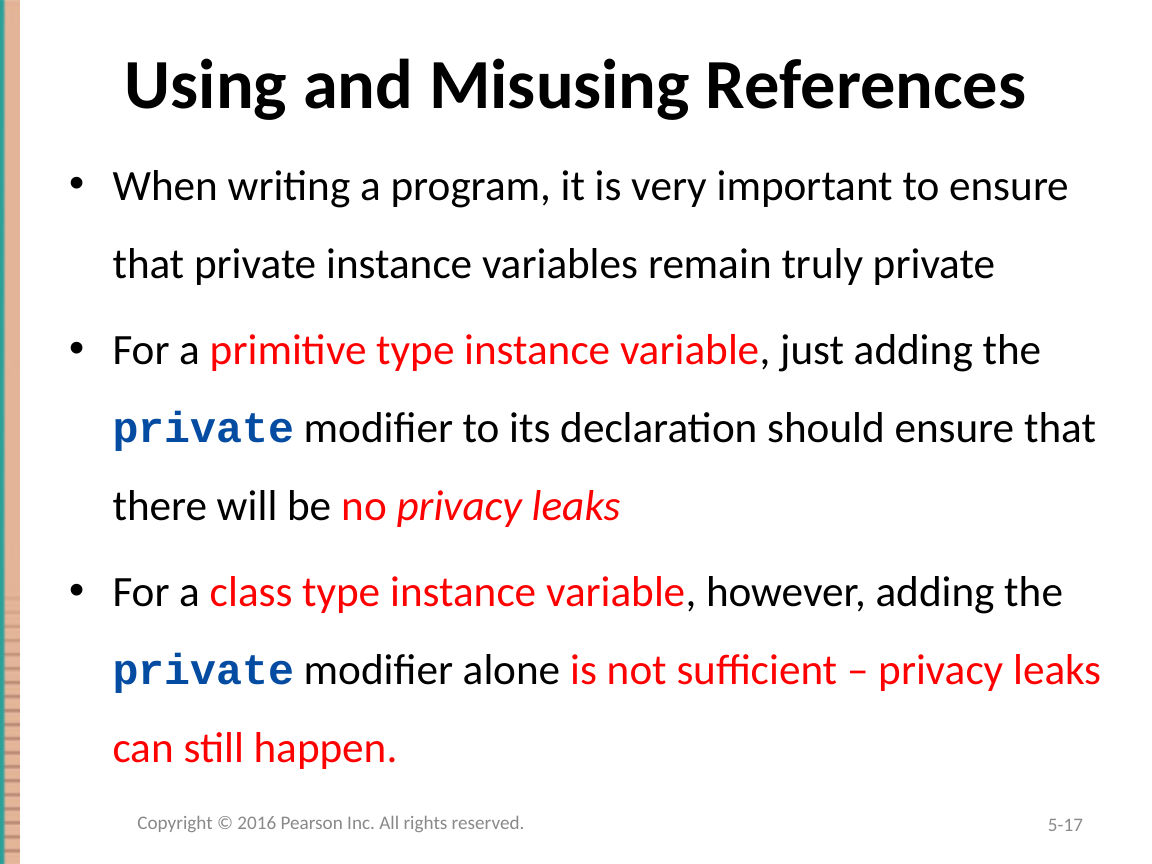 Using and Misusing References
• When writing a program, it is very important to ensure
that private instance variables remain truly private
• For a primitive type instance variable, just adding the
private modifier to its declaration should ensure that
there will be no privacy leaks
• For a class type instance variable, however, adding the
private modifier alone is not sufficient – privacy leaks
can still happen.
Copyright © 2016 Pearson Inc. All rights reserved.
5-17